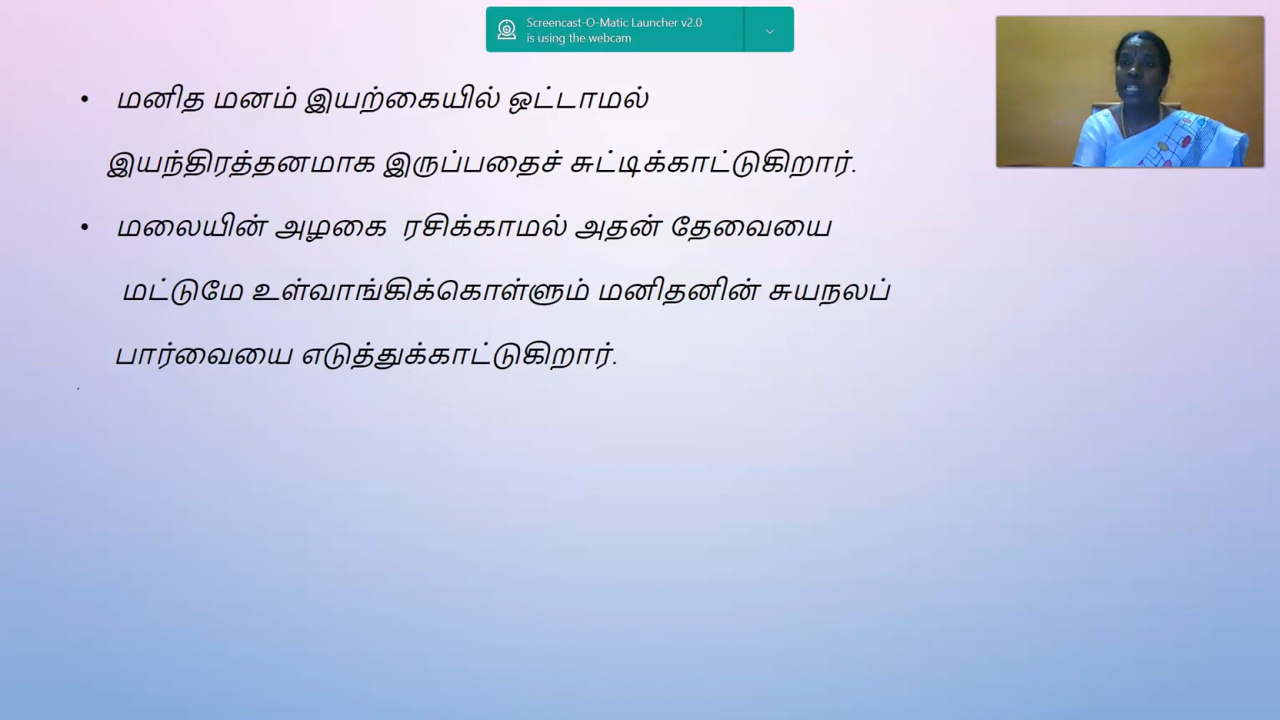 Screencast-O-Matic Launcher v2.0
is using the webcam
• மனித மனம் இயற்கையில் ஒட்டாமல்
இயந்திரத்தனமாக இருப்பதைச் சுட்டிக்காட்டுகிறார்.
• மலையின் அழகை ரசிக்காமல் அதன் தேவையை
மட்டுமே உள்வாங்கிக்கொள்ளும் மனிதனின் சுயநலப்
பார்வையை எடுத்துக்காட்டுகிறார்.
.